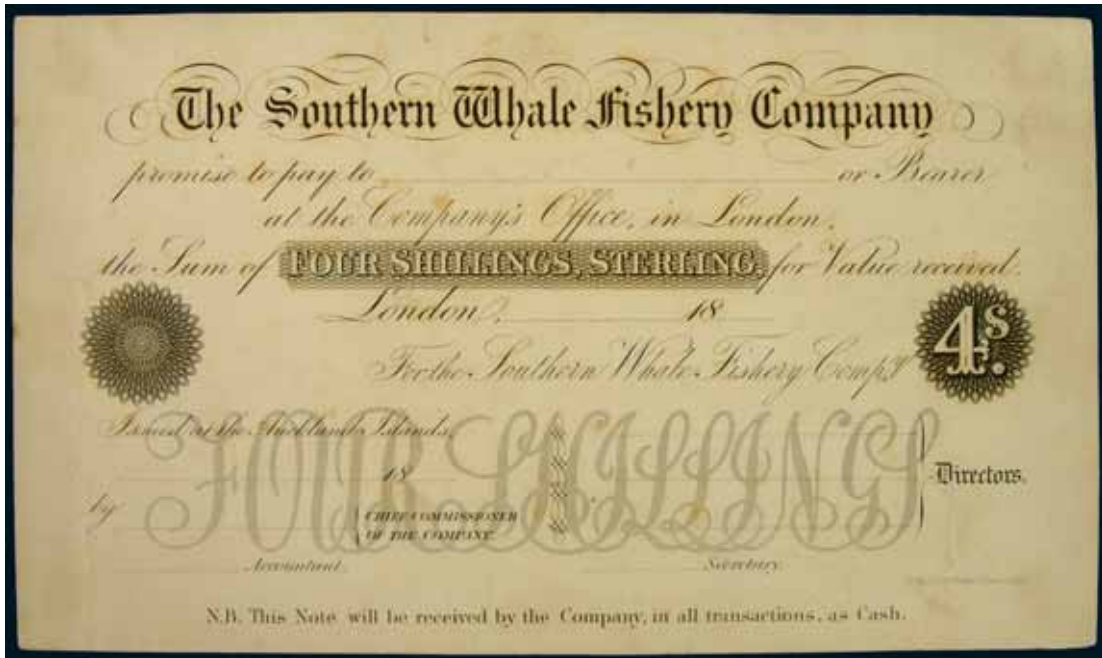 The Southern Whale Fishery Company
promise to pay to or Bearer
at the Company's Office, in London,
the Sum of FOUR SHILLINGS, STERLING, for Value received.
London, 18
4s.
For the Southern Whale Fishery Compy
Issued at the Auckland Islands,
FOUR SHILLINGS
18
Directors.
by
CHIEF COMMISSIONER
OF THE COMPANY.
Accountant. Secretary.
N.B. This Note will be received by the Company, in all transactions, as Cash.